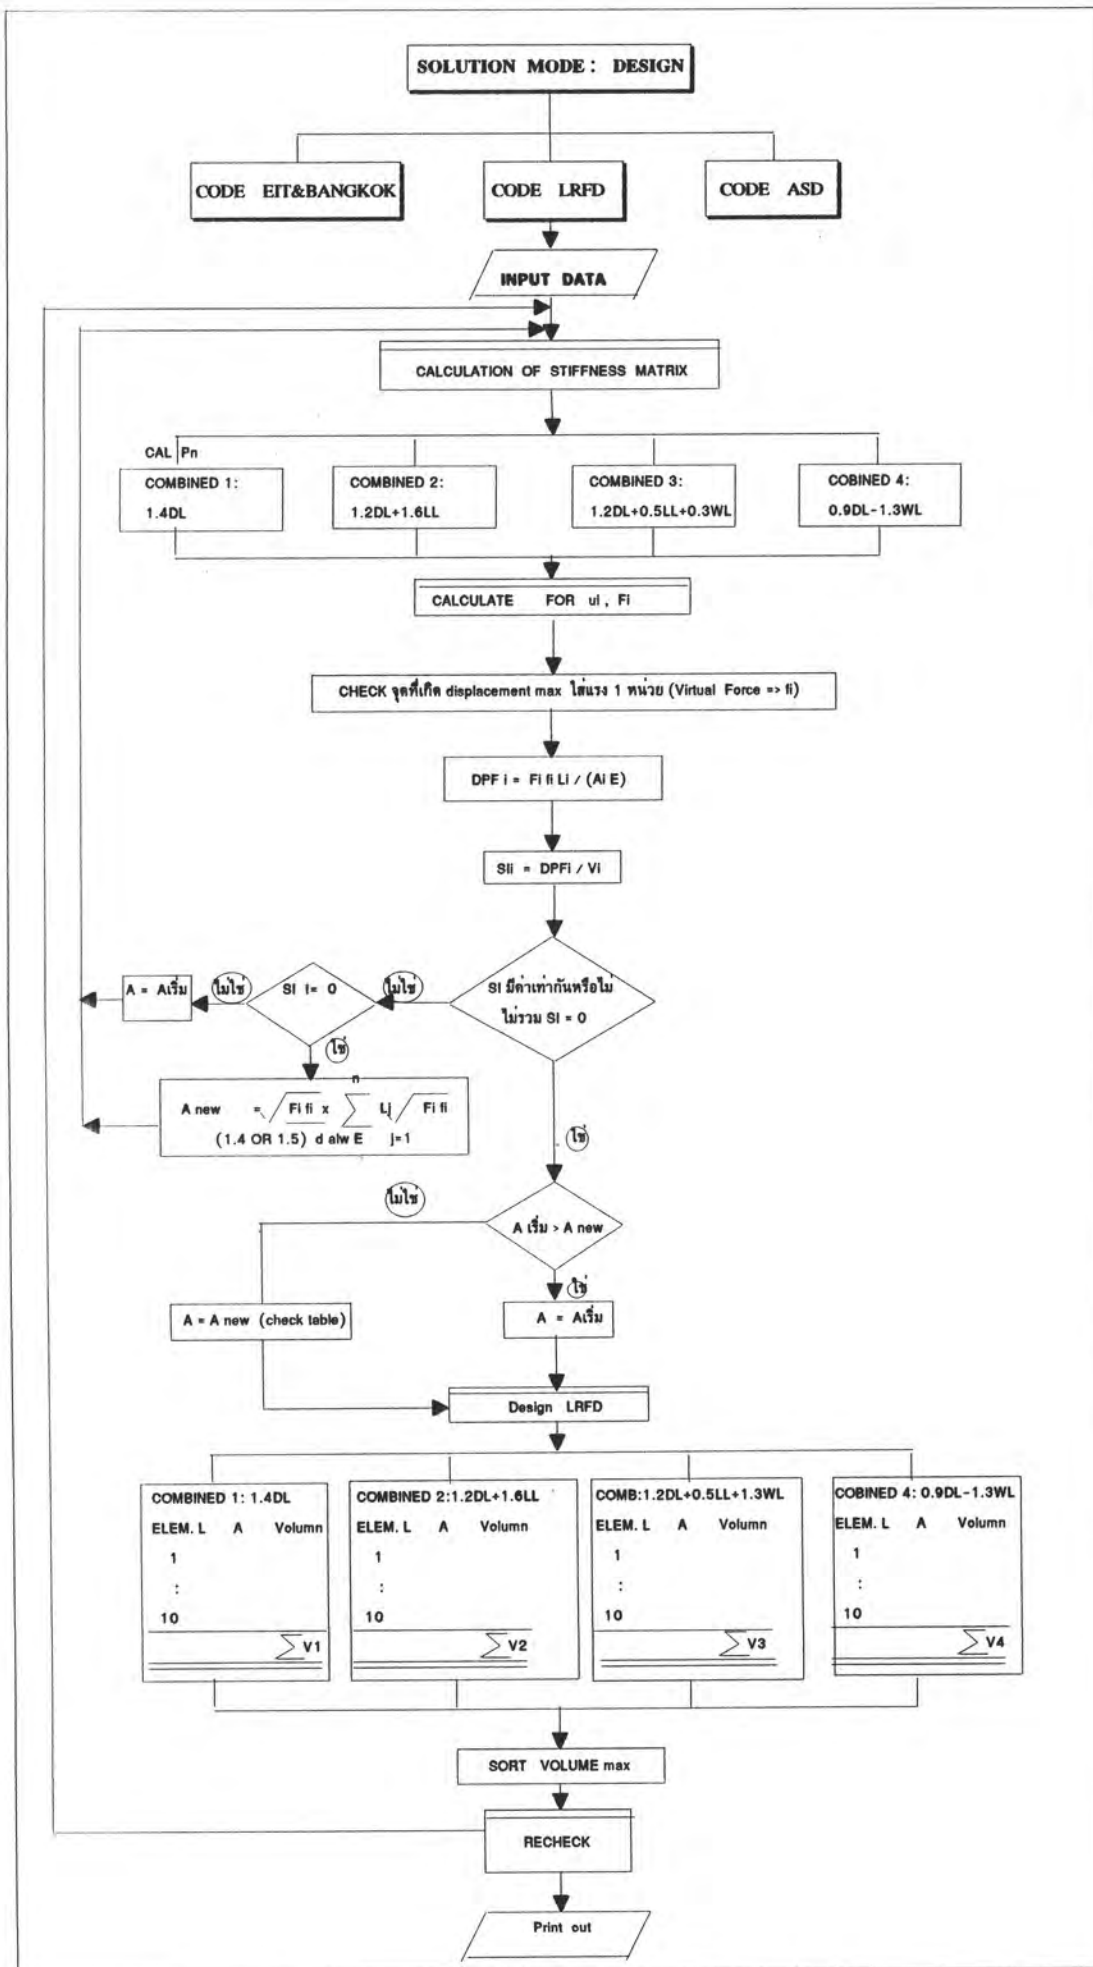 SOLUTION MODE : DESIGN
CODE EIT&BANGKOK
CODE LRFD
CODE ASD
INPUT DATA
CALCULATION OF STIFFNESS MATRIX
CAL Pn
COMBINED 1:
1.4DL
COMBINED 2:
1.2DL+1.6LL
COMBINED 3:
1.2DL+0.5LL+0.3WL
COBINED 4:
0.9DL-1.3WL
CALCULATE FOR ui , Fi
CHECK จุดที่เกิด displacement max ใส่แรง 1 หน่วย (Virtual Force => fi)
DPF i = Fi fi Li / (Ai E)
SIi = DPFi / Vi
SI มีค่าเท่ากันหรือไม่
ไม่รวม SI = 0
ไม่ใช่
SI != 0
ไม่ใช่
A = Aเริ่ม
ใช่
n
A new = √ Fi fi x ∑ Lj √ Fi fi
(1.4 OR 1.5) d alw E j=1
ใช่
ไม่ใช่
A เริ่ม > A new
ใช่
A = A new (check table)
A = Aเริ่ม
Design LRFD
COMBINED 1: 1.4DL
ELEM. L A Volumn
1
:
10
∑ V1
COMBINED 2:1.2DL+1.6LL
ELEM. L A Volumn
1
:
10
∑ V2
COMB:1.2DL+0.5LL+1.3WL
ELEM. L A Volumn
1
:
10
∑ V3
COBINED 4: 0.9DL-1.3WL
ELEM. L A Volumn
1
:
10
∑ V4
SORT VOLUME max
RECHECK
Print out